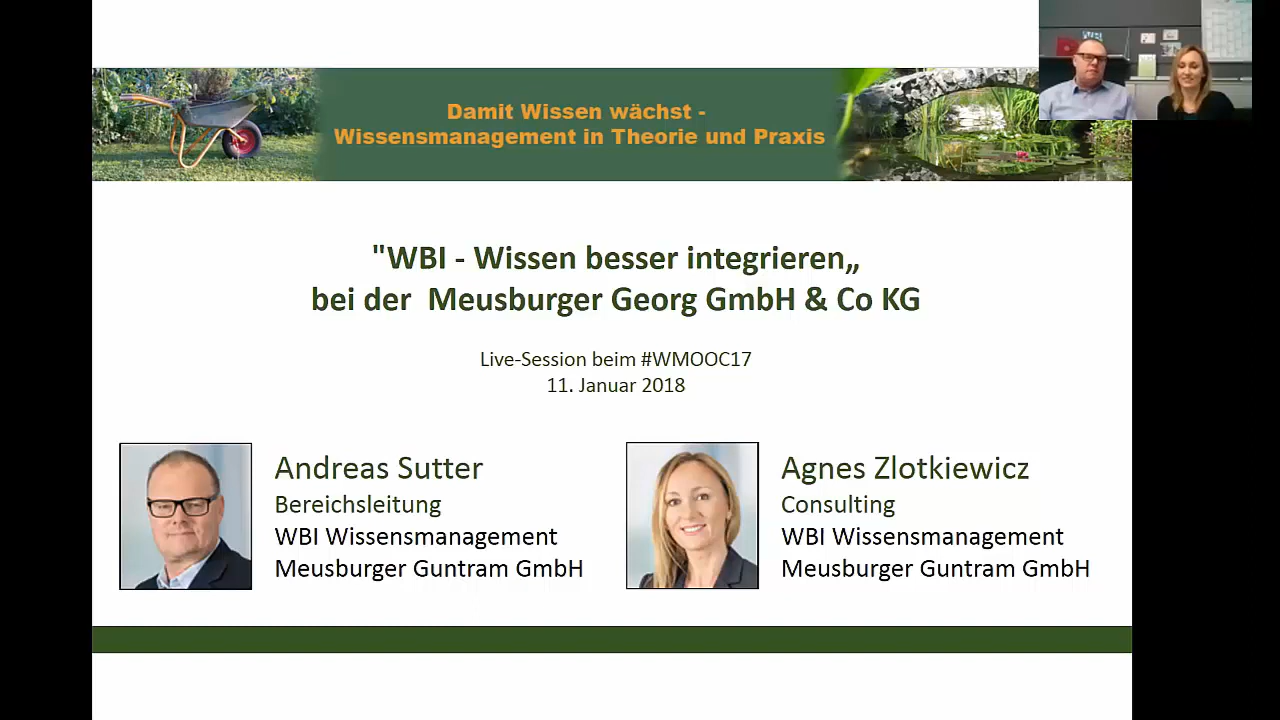 Damit Wissen wächst -
Wissensmanagement in Theorie und Praxis
"WBI - Wissen besser integrieren„
bei der Meusburger Georg GmbH & Co KG
Live-Session beim #WMOOC17
11. Januar 2018
Andreas Sutter
Bereichsleitung
WBI Wissensmanagement
Meusburger Guntram GmbH
Agnes Zlotkiewicz
Consulting
WBI Wissensmanagement
Meusburger Guntram GmbH